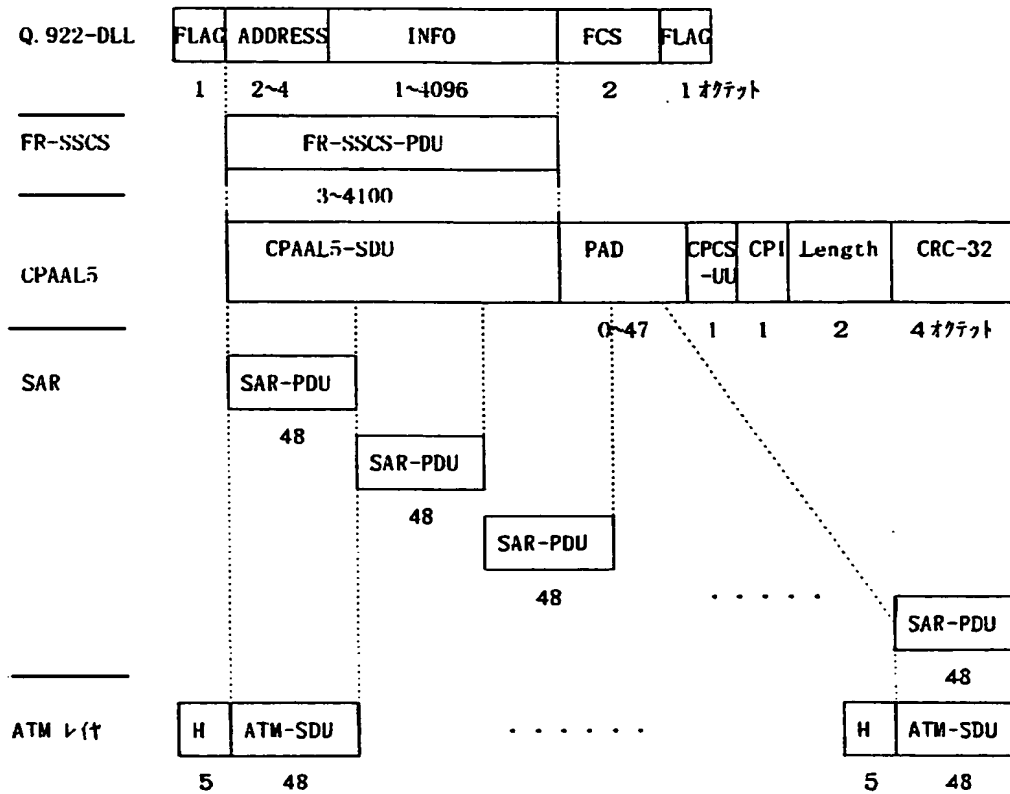 Q.922-DLL FLAG ADDRESS INFO FCS FLAG
1 2~4 1~4096 2 1オクテット
FR-SSCS FR-SSCS-PDU
3~4100
CPAAL5 CPAAL5-SDU PAD CPCS-UU CPI Length CRC-32
0~47 1 1 2 4オクテット
SAR SAR-PDU
48
SAR-PDU
48
SAR-PDU
48
SAR-PDU
48
ATM レイヤ H ATM-SDU H ATM-SDU
5 48 5 48